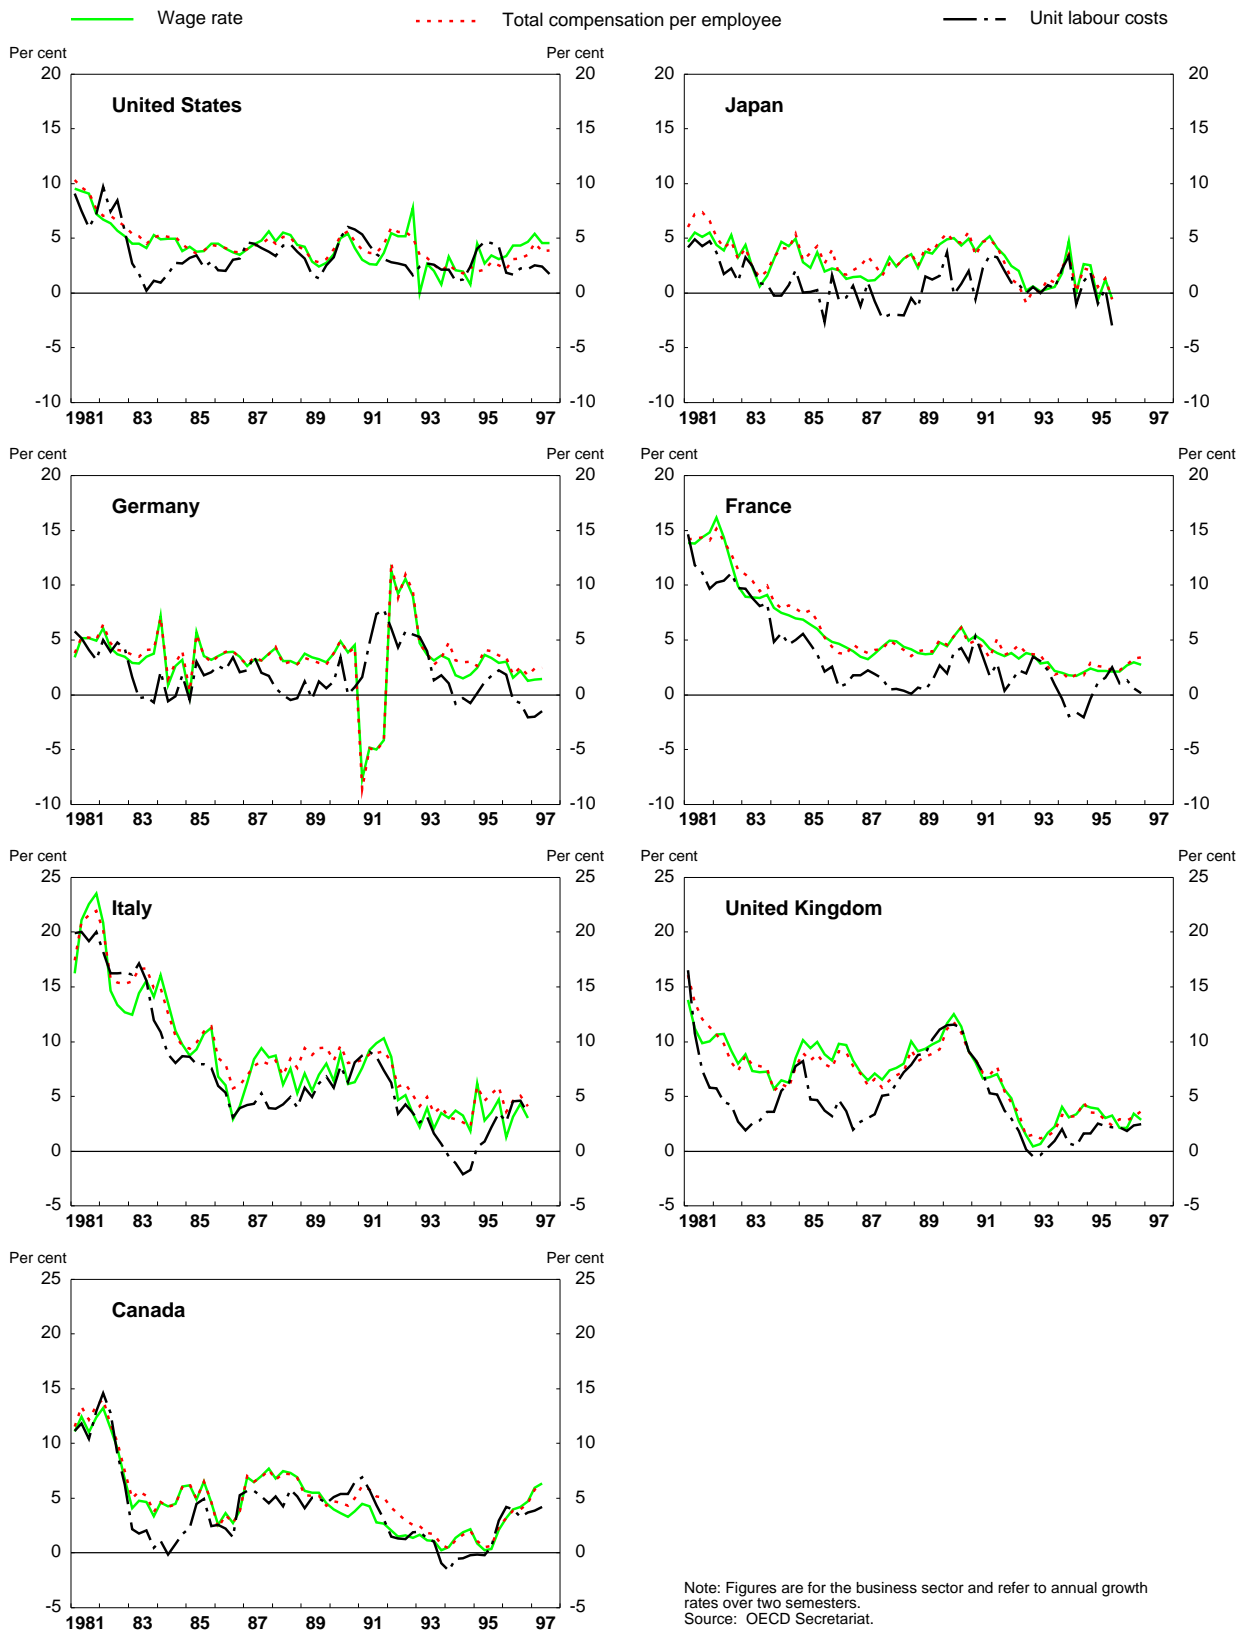 Wage rate Total compensation per employee Unit labour costs
Per cent Per cent
20 20 20 20
United States Japan
15 15 15 15
10 10 10 10
5 5 5 5
0 0 0 0
-5 -5 -5 -5
-10 -10 -10 -10
1981 83 85 87 89 91 93 95 97 1981 83 85 87 89 91 93 95 97
Per cent Per cent Per cent Per cent
20 20 20 20
Germany France
15 15 15 15
10 10 10 10
5 5 5 5
0 0 0 0
-5 -5 -5 -5
-10 -10 -10 -10
1981 83 85 87 89 91 93 95 97 1981 83 85 87 89 91 93 95 97
Per cent Per cent Per cent Per cent
25 25 25 25
Italy United Kingdom
20 20 20 20
15 15 15 15
10 10 10 10
5 5 5 5
0 0 0 0
-5 -5 -5 -5
1981 83 85 87 89 91 93 95 97 1981 83 85 87 89 91 93 95 97
Per cent Per cent
25 25
Canada
20 20
15 15
10 10
5 5
0 0
-5 -5
1981 83 85 87 89 91 93 95 97
Note: Figures are for the business sector and refer to annual growth
rates over two semesters.
Source: OECD Secretariat.